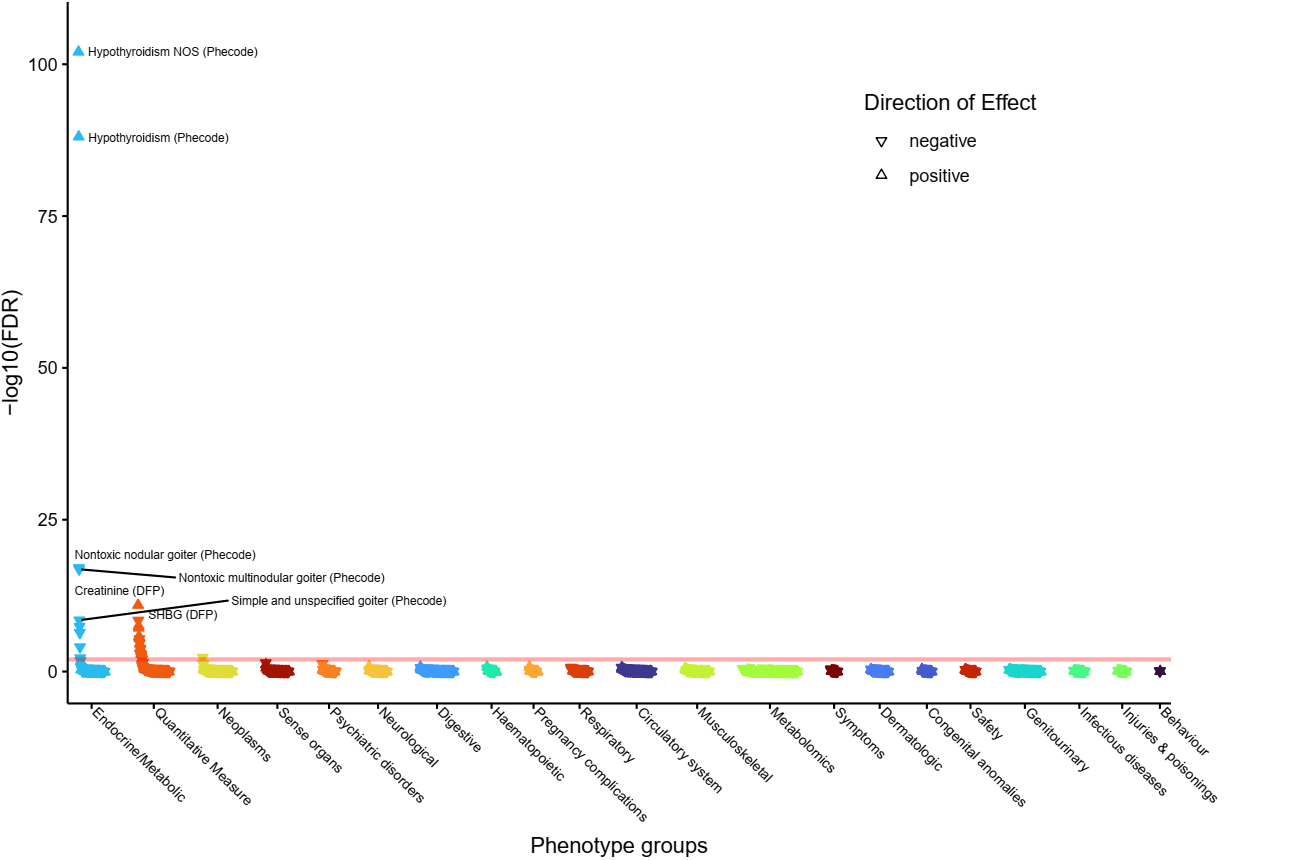 Hypothyroidism NOS (Phecode)
100
Direction of Effect
Hypothyroidism (Phecode)
negative
positive
75
−log10(FDR)
50
25
Nontoxic nodular goiter (Phecode)
Nontoxic multinodular goiter (Phecode)
Creatinine (DFP)
Simple and unspecified goiter (Phecode)
SHBG (DFP)
0
Endocrine/Metabolic
Quantitative Measure
Neoplasms
Sense organs
Psychiatric disorders
Neurological
Digestive
Haematopoietic
Pregnancy complications
Respiratory
Circulatory system
Musculoskeletal
Metabolomics
Symptoms
Dermatologic
Congenital anomalies
Safety
Genitourinary
Infectious diseases
Injuries & poisonings
Behaviour
Phenotype groups